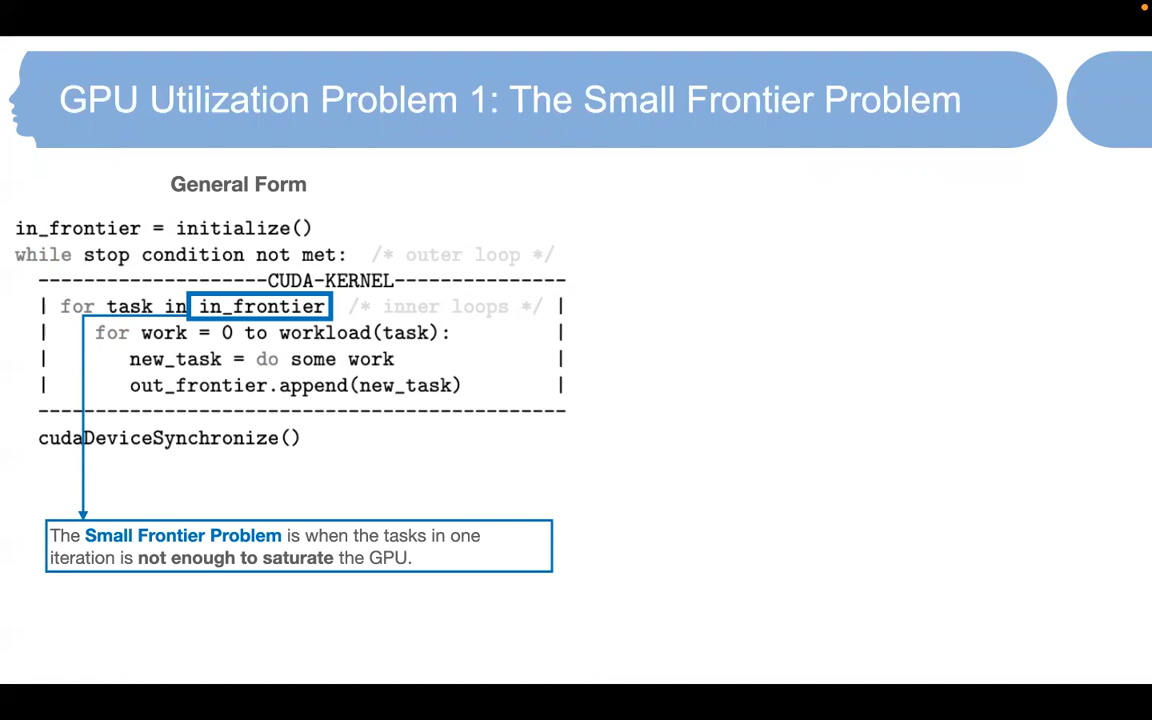 GPU Utilization Problem 1: The Small Frontier Problem
General Form
in_frontier = initialize()
while stop condition not met: /* outer loop */
--------------------CUDA-KERNEL---------------
| for task in in_frontier /* inner loops */ |
| for work = 0 to workload(task): |
| new_task = do some work |
| out_frontier.append(new_task) |
----------------------------------------------
cudaDeviceSynchronize()
The Small Frontier Problem is when the tasks in one
iteration is not enough to saturate the GPU.